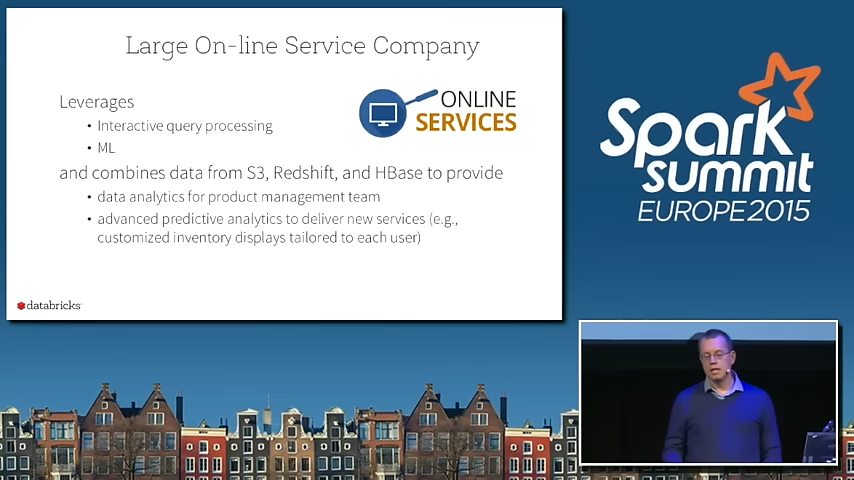 Large On-line Service Company
Leverages
• Interactive query processing
• ML
and combines data from S3, Redshift, and HBase to provide
• data analytics for product management team
• advanced predictive analytics to deliver new services (e.g.,
customized inventory displays tailored to each user)
ONLINE
SERVICES
databricks
Spark
summit
EUROPE 2015